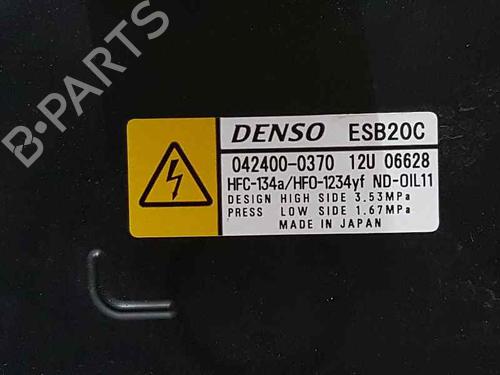 B-PARTS
DENSO ESB20C
042400-0370 12U 06628
HFC-134a/HFO-1234yf ND-OIL11
DESIGN HIGH SIDE 3.53MPa
PRESS LOW SIDE 1.67MPa
MADE IN JAPAN